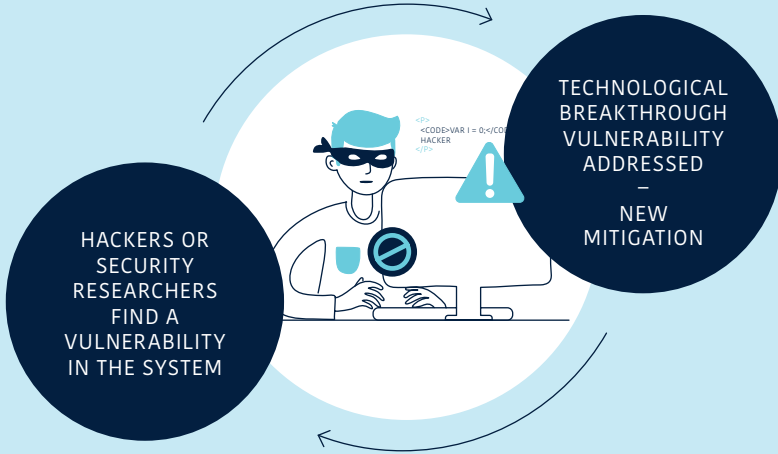 HACKERS OR
SECURITY
RESEARCHERS
FIND A
VULNERABILITY
IN THE SYSTEM
<P>
<CODE>VAR I = 0;</COD
HACKER
</P>
TECHNOLOGICAL
BREAKTHROUGH
VULNERABILITY
ADDRESSED
–
NEW
MITIGATION